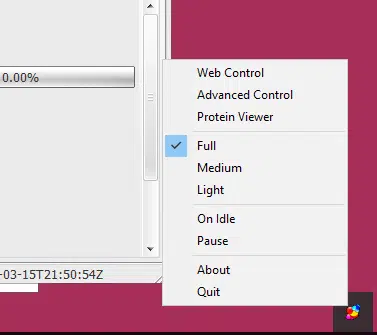 0.00%
Web Control
Advanced Control
Protein Viewer
Full
Medium
Light
On Idle
Pause
-03-15T21:50:54Z
About
Quit